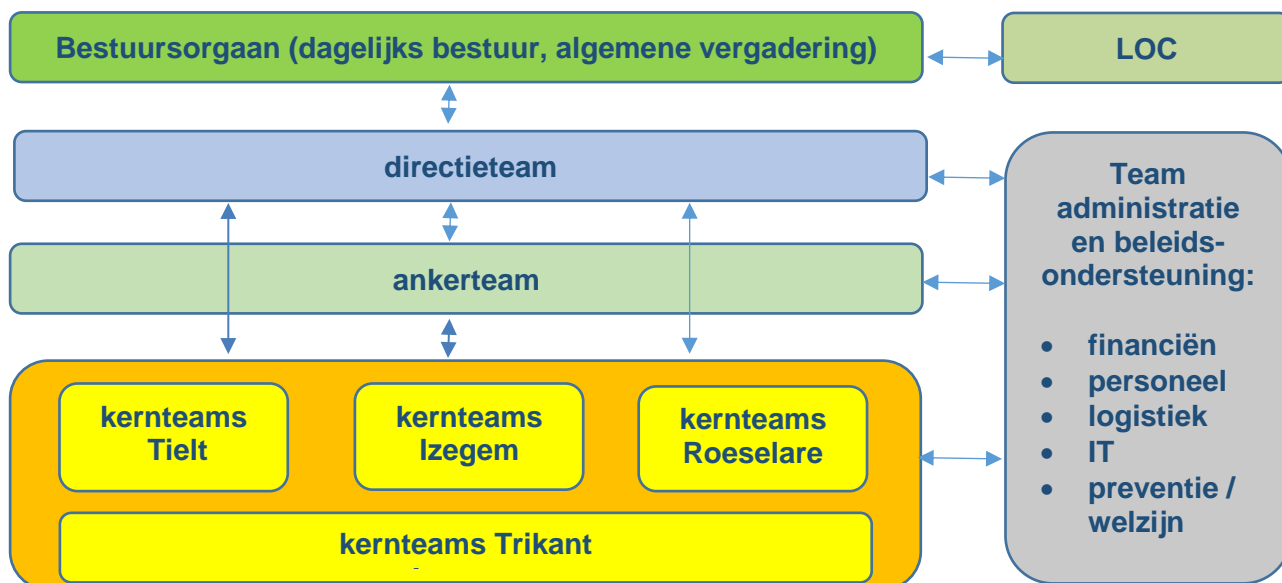 Bestuursorgaan (dagelijks bestuur, algemene vergadering)
LOC
directieteam
ankerteam
kernteams
Tielt
kernteams
Izegem
kernteams
Roeselare
kernteams Trikant
Team
administratie
en beleids-
ondersteuning:
• financiën
• personeel
• logistiek
• IT
• preventie /
welzijn